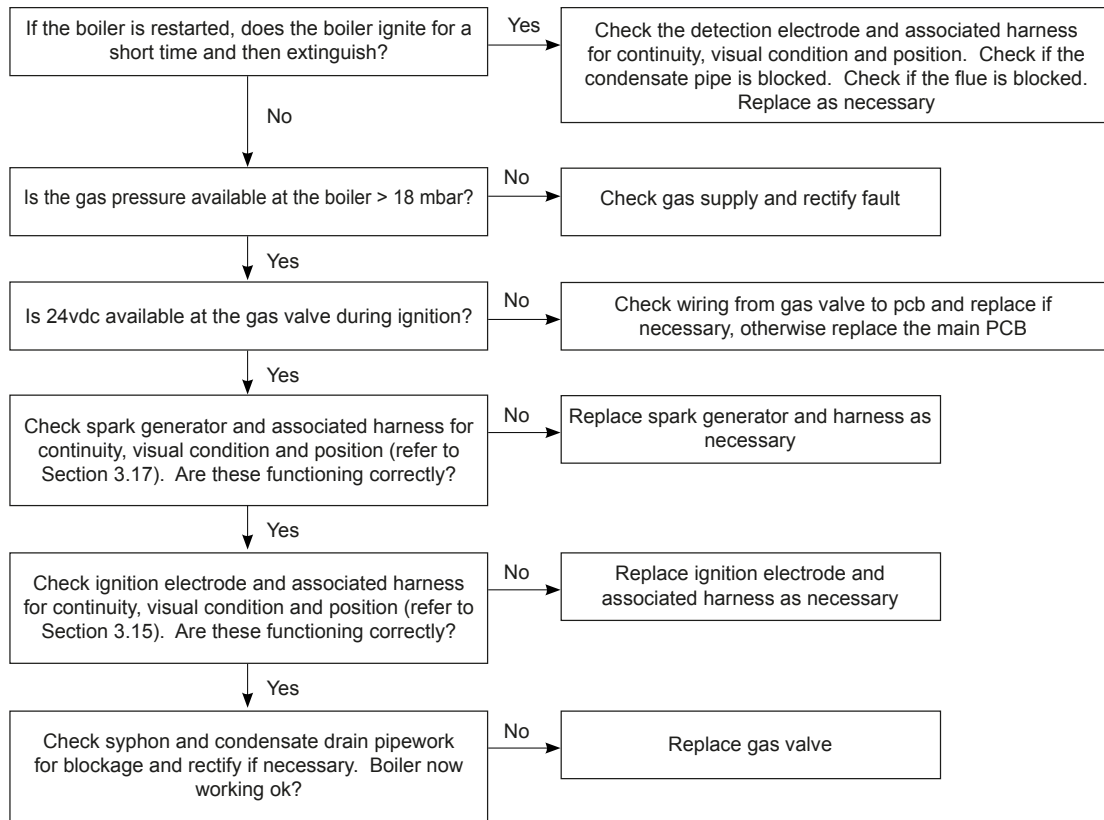 If the boiler is restarted, does the boiler ignite for a
short time and then extinguish?
Yes
Check the detection electrode and associated harness
for continuity, visual condition and position.  Check if the
condensate pipe is blocked.  Check if the flue is blocked.
Replace as necessary
No
Is the gas pressure available at the boiler > 18 mbar?
No
Check gas supply and rectify fault
Yes
Is 24vdc available at the gas valve during ignition?
No
Check wiring from gas valve to pcb and replace if
necessary, otherwise replace the main PCB
Yes
Check spark generator and associated harness for
continuity, visual condition and position (refer to
Section 3.17).  Are these functioning correctly?
No
Replace spark generator and harness as
necessary
Yes
Check ignition electrode and associated harness
for continuity, visual condition and position (refer to
Section 3.15).  Are these functioning correctly?
No
Replace ignition electrode and
associated harness as necessary
Yes
Check syphon and condensate drain pipework
for blockage and rectify if necessary.  Boiler now
working ok?
No
Replace gas valve